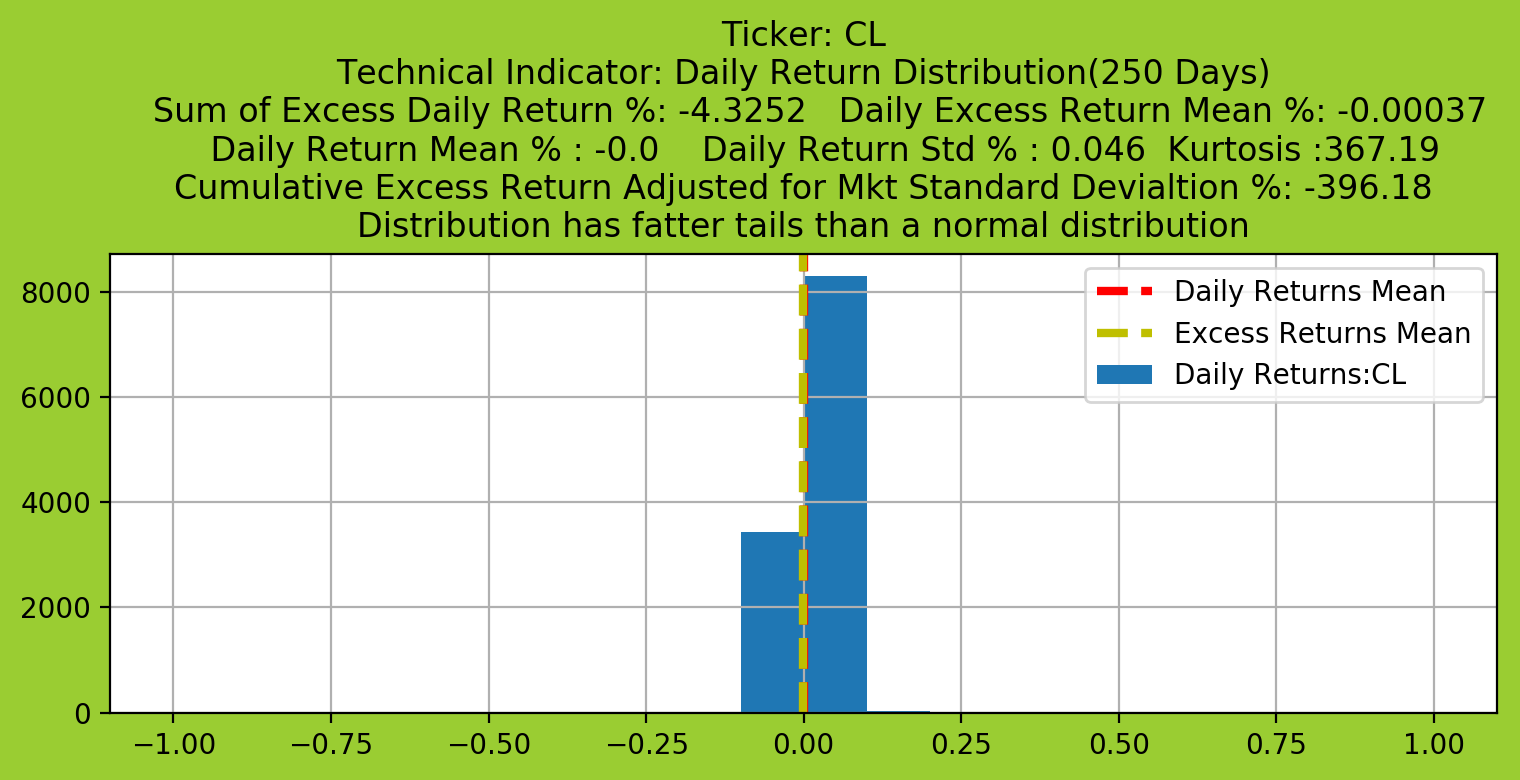 Ticker: CL
Technical Indicator: Daily Return Distribution(250 Days)
Sum of Excess Daily Return %: -4.3252   Daily Excess Return Mean %: -0.00037
Daily Return Mean % : -0.0    Daily Return Std % : 0.046  Kurtosis :367.19
Cumulative Excess Return Adjusted for Mkt Standard Devialtion %: -396.18
Distribution has fatter tails than a normal distribution
8000
6000
4000
2000
0
Daily Returns Mean
Excess Returns Mean
Daily Returns:CL
−1.00 −0.75 −0.50 −0.25 0.00 0.25 0.50 0.75 1.00